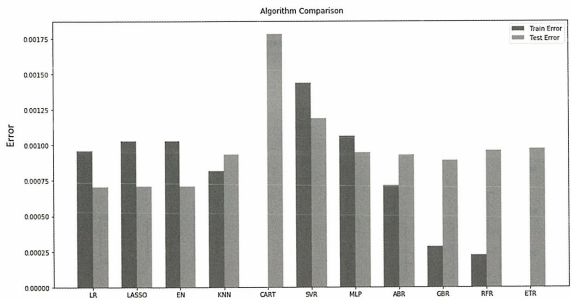 Algorithm Comparison
Train Error
Test Error
Error
0.00175
0.00150
0.00125
0.00100
0.00075
0.00050
0.00025
0.00000
LR LASSO EN KNN CART SVR MLP ABR GBR RFR ETR